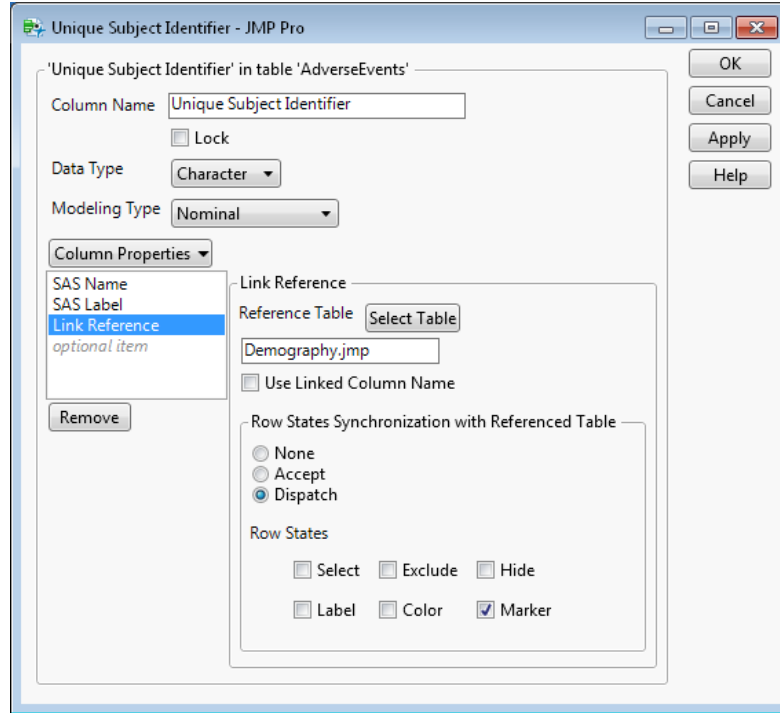 Unique Subject Identifier - JMP Pro
'Unique Subject Identifier' in table 'AdverseEvents'
OK
Column Name Unique Subject Identifier
Cancel
Lock
Apply
Data Type Character
Help
Modeling Type Nominal
Column Properties
SAS Name
SAS Label
Link Reference
optional item
Remove
Link Reference
Reference Table Select Table
Demography.jmp
Use Linked Column Name
Row States Synchronization with Referenced Table
None
Accept
Dispatch
Row States
Select Exclude Hide
Label Color Marker